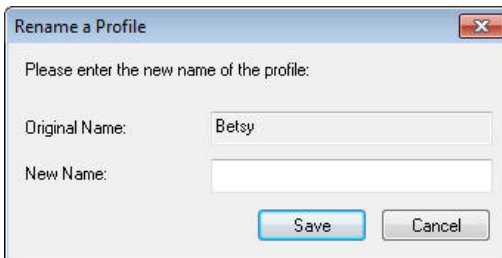 Rename a Profile
Please enter the new name of the profile:
Original Name: Betsy
New Name:
Save Cancel